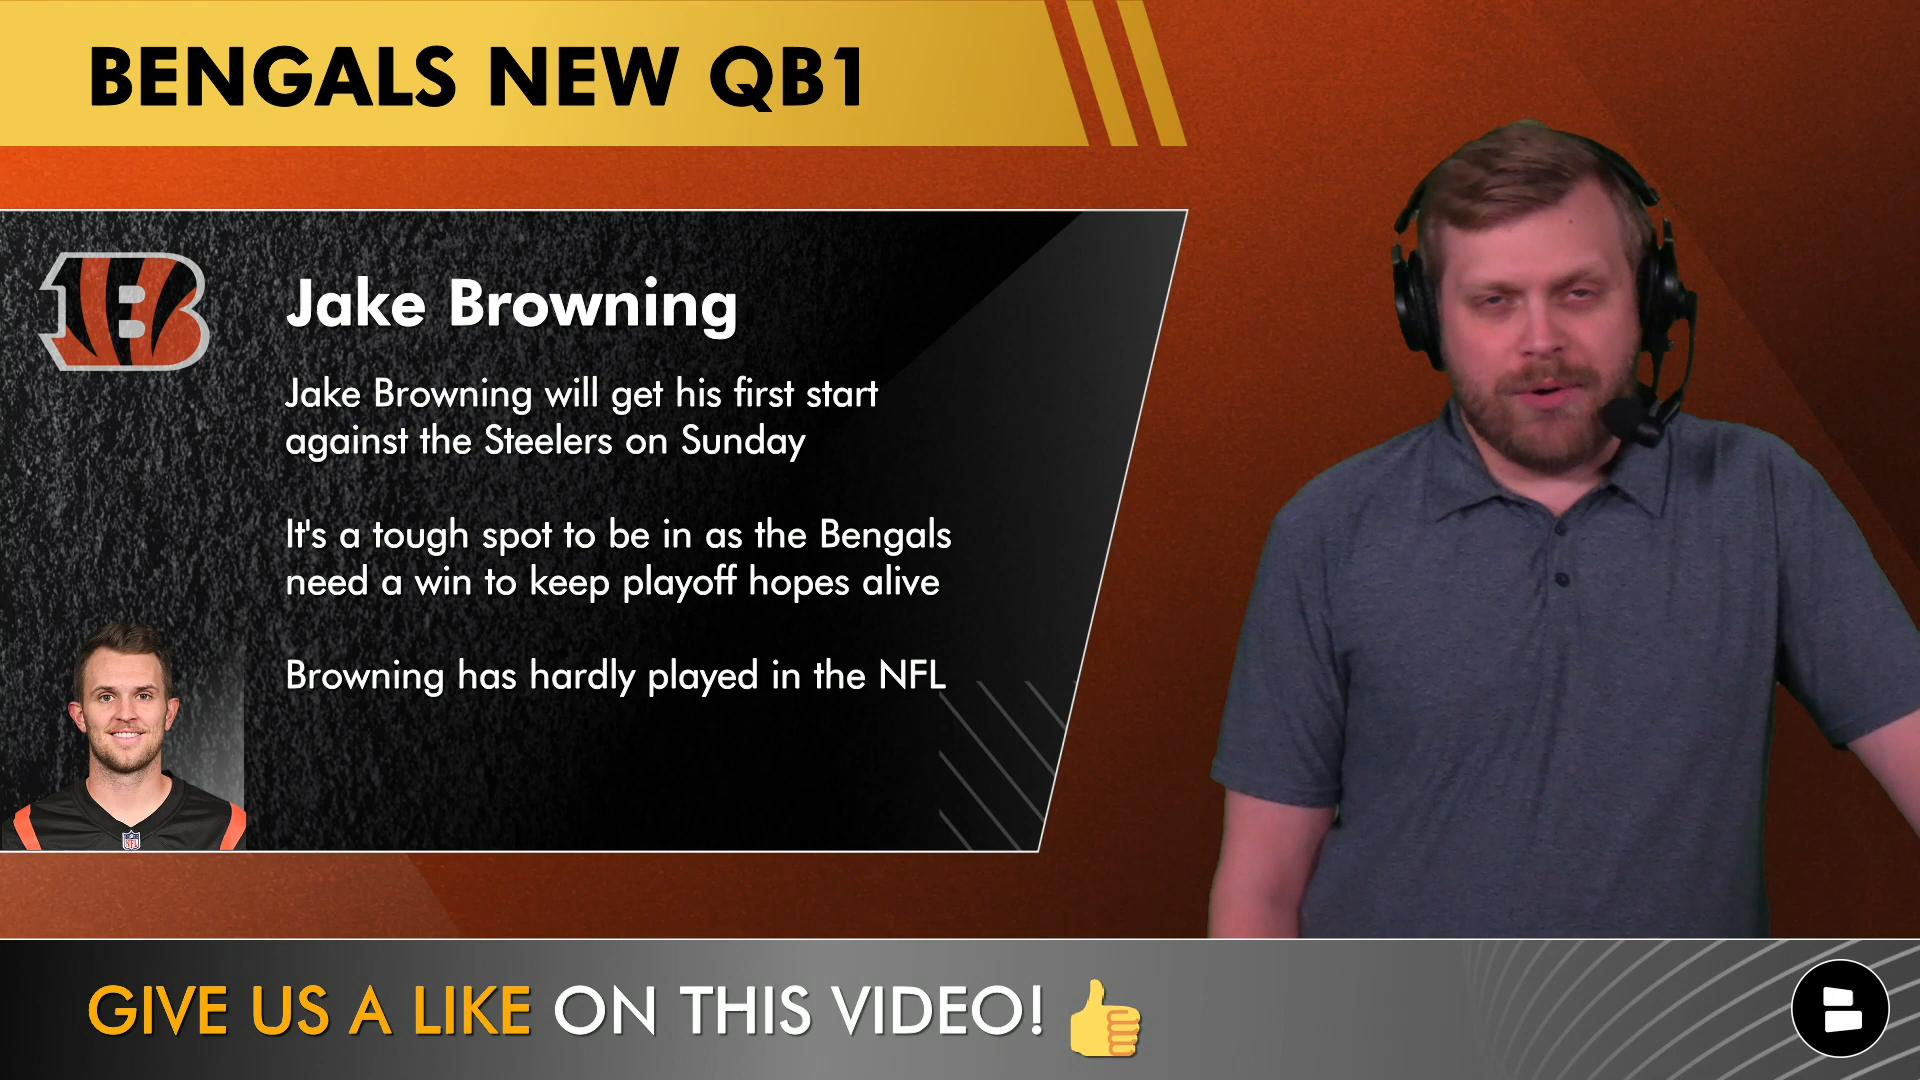 BENGALS NEW QB1
Jake Browning
Jake Browning will get his first start
against the Steelers on Sunday
It's a tough spot to be in as the Bengals
need a win to keep playoff hopes alive
Browning has hardly played in the NFL
NFL
GIVE US A LIKE ON THIS VIDEO!